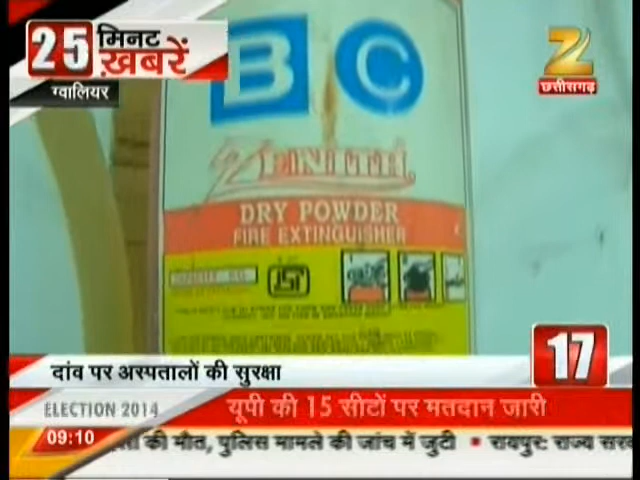 25 मिनट
ख़बरें
ग्वालियर
Z
छत्तीसगढ़
B C
ZENITH
DRY POWDER
FIRE EXTINGUISHER
ISI
17
दांव पर अस्पतालों की सुरक्षा
ELECTION 2014 यूपी की 15 सीटों पर मतदान जारी
09:10 की मौत, पुलिस मामले की जांच में जुटी • रायपुर: राज्य